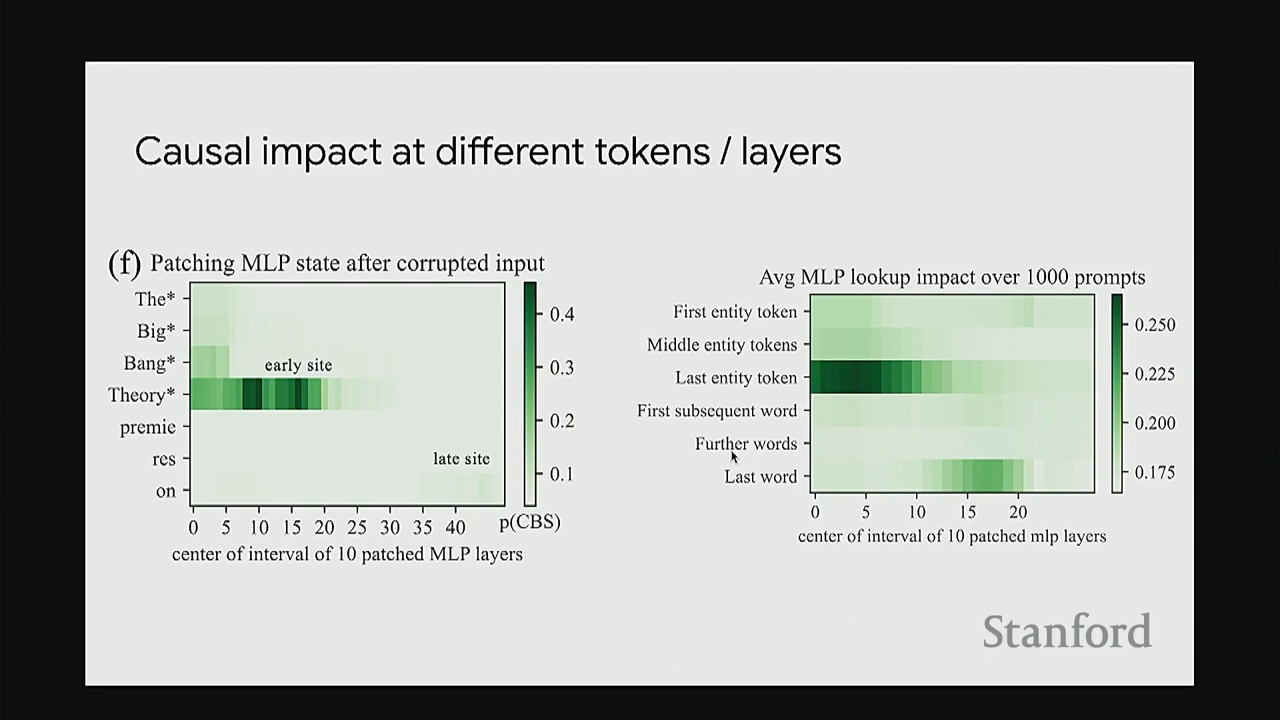 Causal impact at different tokens / layers
(f) Patching MLP state after corrupted input
The*
Big*
Bang*
Theory*
premie
res
on
early site
late site
0 5 10 15 20 25 30 35 40
center of interval of 10 patched MLP layers
0.4
0.3
0.2
0.1
p(CBS)
Avg MLP lookup impact over 1000 prompts
First entity token
Middle entity tokens
Last entity token
First subsequent word
Further words
Last word
0 5 10 15 20
center of interval of 10 patched mlp layers
0.250
0.225
0.200
0.175
Stanford